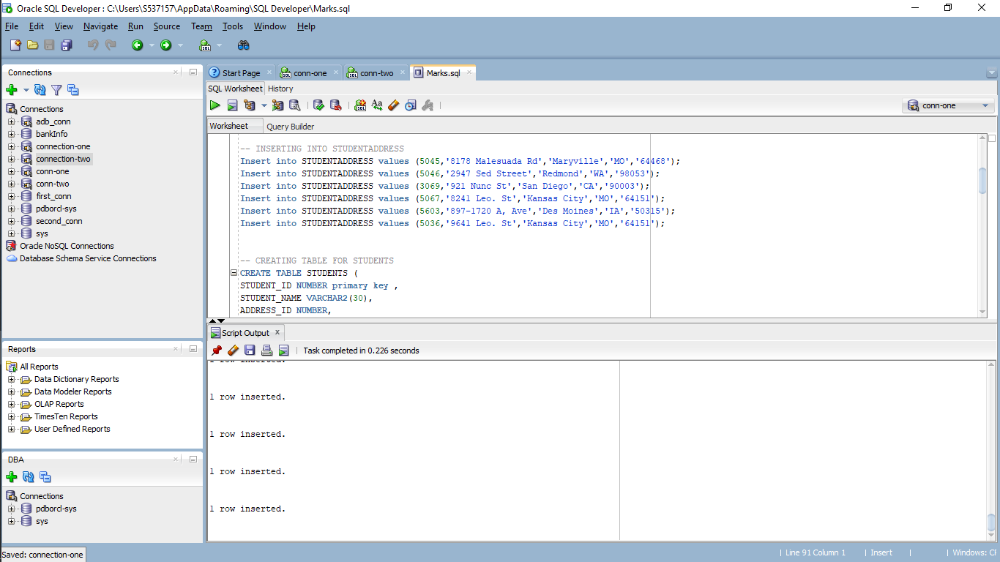 Oracle SQL Developer : C:\Users\S537157\AppData\Roaming\SQL Developer\Marks.sql
File Edit View Navigate Run Source Team Tools Window Help
Connections
Connections
adb_conn
bankInfo
connection-one
connection-two
conn-one
conn-two
first_conn
pdborcl-sys
second_conn
sys
Oracle NoSQL Connections
Database Schema Service Connections
Reports
All Reports
Data Dictionary Reports
Data Modeler Reports
OLAP Reports
TimesTen Reports
User Defined Reports
DBA
Connections
pdborcl-sys
sys
Start Page conn-one conn-two Marks.sql
SQL Worksheet History
conn-one
Worksheet Query Builder
-- INSERTING INTO STUDENTADDRESS
Insert into STUDENTADDRESS values (5045,'8178 Malesuada Rd','Maryville','MO','64468');
Insert into STUDENTADDRESS values (5046,'2947 Sed Street','Redmond','WA','98053');
Insert into STUDENTADDRESS values (3069,'921 Nunc St','San Diego','CA','90003');
Insert into STUDENTADDRESS values (5067,'8241 Leo. St','Kansas City','MO','64151');
Insert into STUDENTADDRESS values (5603,'897-1720 A, Ave','Des Moines','IA','50315');
Insert into STUDENTADDRESS values (5036,'9641 Leo. St','Kansas City','MO','64151');
-- CREATING TABLE FOR STUDENTS
CREATE TABLE STUDENTS (
STUDENT_ID NUMBER primary key ,
STUDENT_NAME VARCHAR2(30),
ADDRESS_ID NUMBER,
Script Output x
Task completed in 0.226 seconds
1 row inserted.
1 row inserted.
1 row inserted.
1 row inserted.
1 row inserted.
Saved: connection-one
Line 91 Column 1 Insert Windows: CR